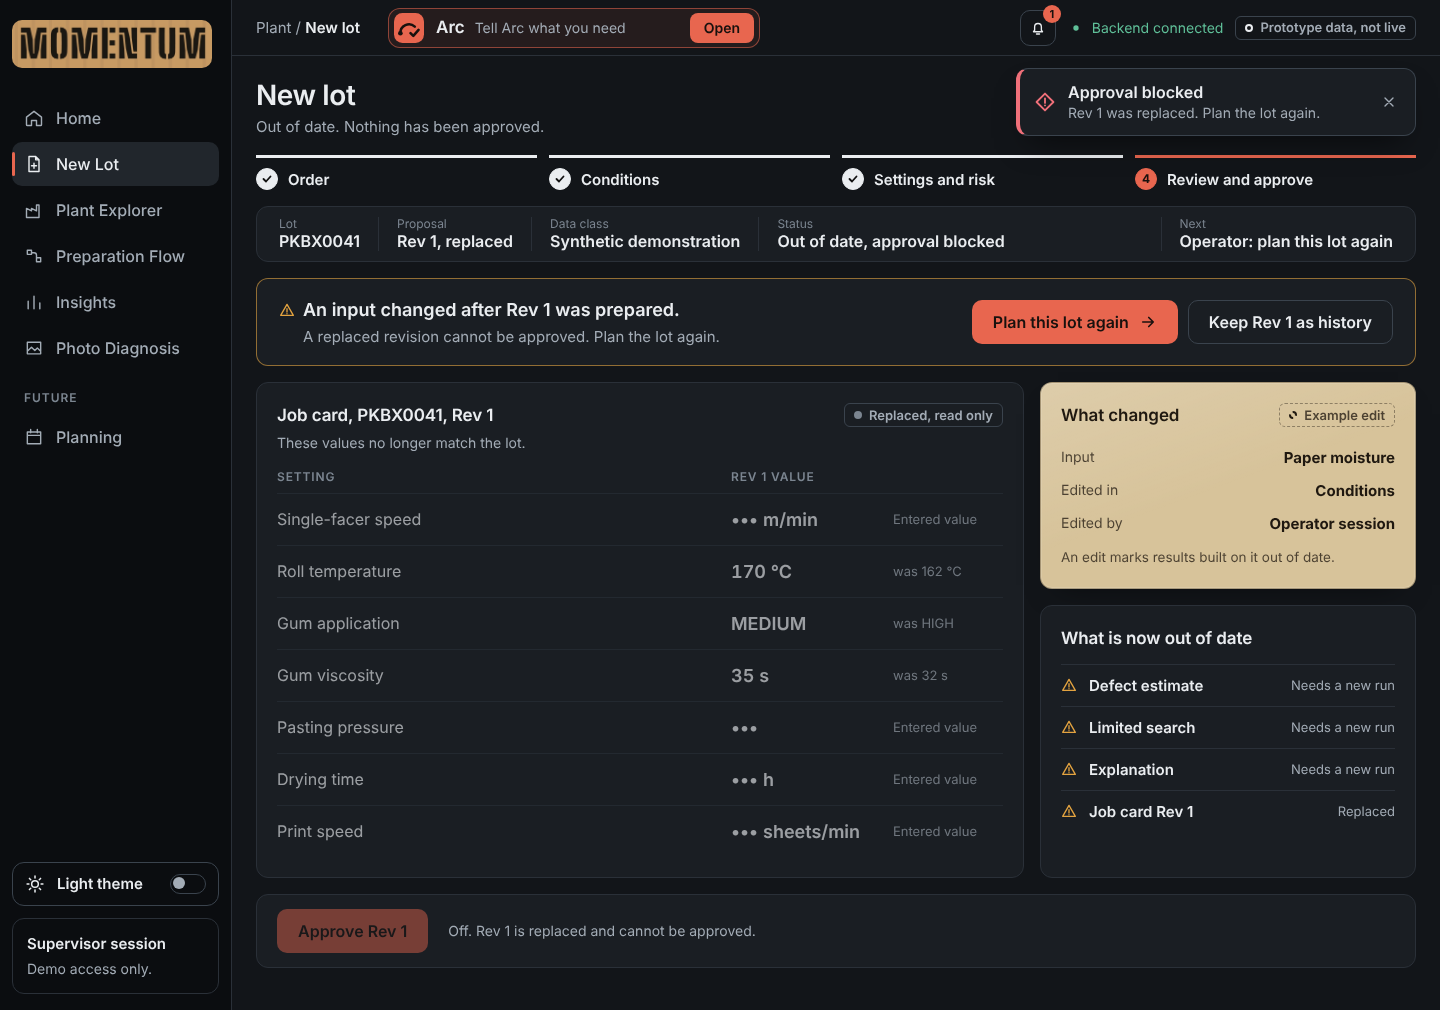 MOMENTUM
Home
New Lot
Plant Explorer
Preparation Flow
Insights
Photo Diagnosis
FUTURE
Planning
Light theme
Supervisor session
Demo access only.
Plant / New lot
Arc Tell Arc what you need Open
1
Backend connected
Prototype data, not live
New lot
Out of date. Nothing has been approved.
Approval blocked
Rev 1 was replaced. Plan the lot again.
Order
Conditions
Settings and risk
4 Review and approve
Lot
PKBX0041
Proposal
Rev 1, replaced
Data class
Synthetic demonstration
Status
Out of date, approval blocked
Next
Operator: plan this lot again
An input changed after Rev 1 was prepared.
A replaced revision cannot be approved. Plan the lot again.
Plan this lot again →
Keep Rev 1 as history
Job card, PKBX0041, Rev 1
Replaced, read only
These values no longer match the lot.
SETTING REV 1 VALUE
Single-facer speed ••• m/min Entered value
Roll temperature 170 °C was 162 °C
Gum application MEDIUM was HIGH
Gum viscosity 35 s was 32 s
Pasting pressure ••• Entered value
Drying time ••• h Entered value
Print speed ••• sheets/min Entered value
What changed
Example edit
Input Paper moisture
Edited in Conditions
Edited by Operator session
An edit marks results built on it out of date.
What is now out of date
Defect estimate Needs a new run
Limited search Needs a new run
Explanation Needs a new run
Job card Rev 1 Replaced
Approve Rev 1
Off. Rev 1 is replaced and cannot be approved.